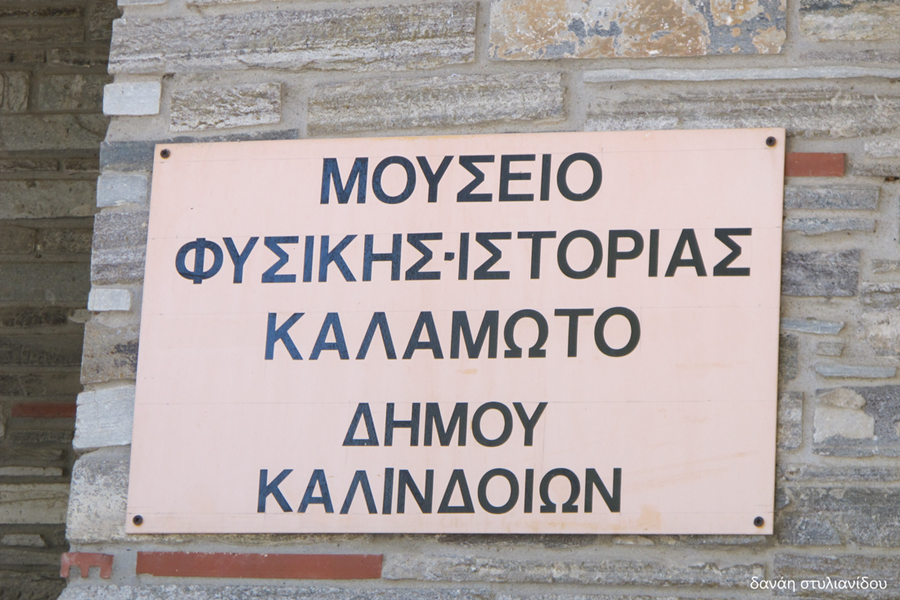 ΜΟΥΣΕΙΟ
ΦΥΣΙΚΗΣ·ΙΣΤΟΡΙΑΣ
ΚΑΛΑΜΩΤΟ
ΔΗΜΟΥ
ΚΑΛΙΝΔΟΙΩΝ
δανάη στυλιανίδου